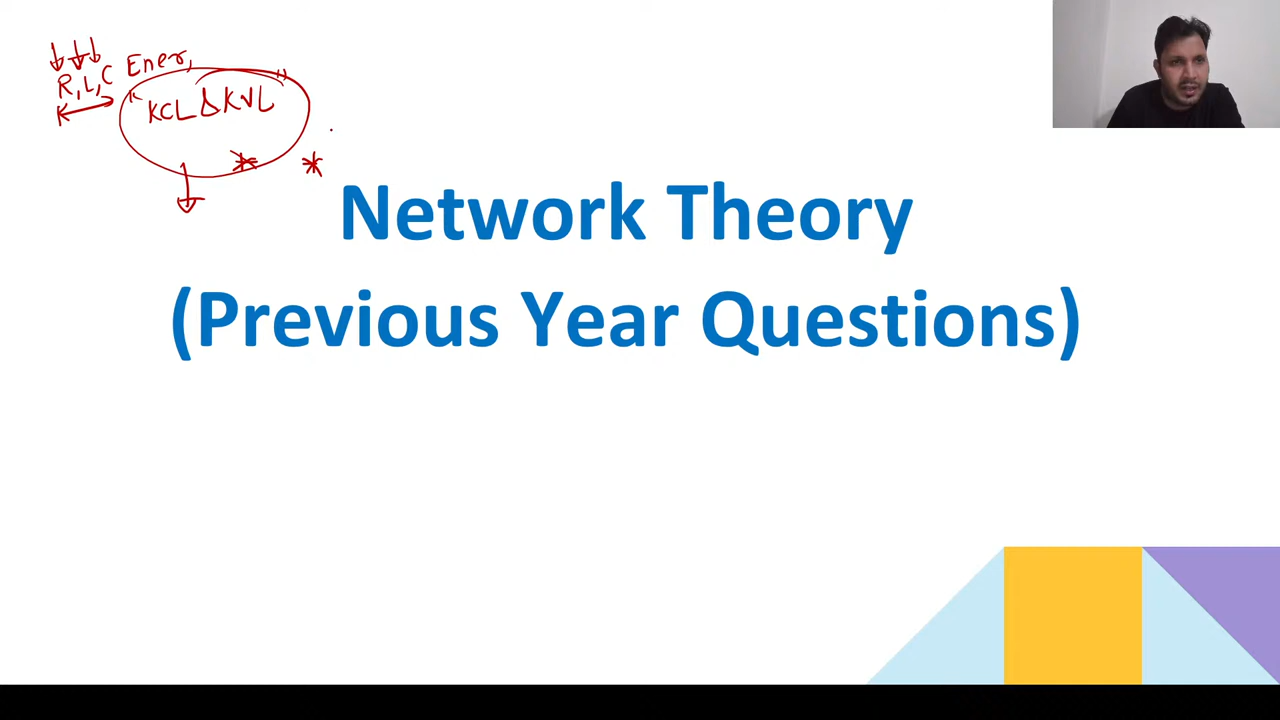 R, L, C Ener,
"KCL & KVL"
Network Theory
(Previous Year Questions)